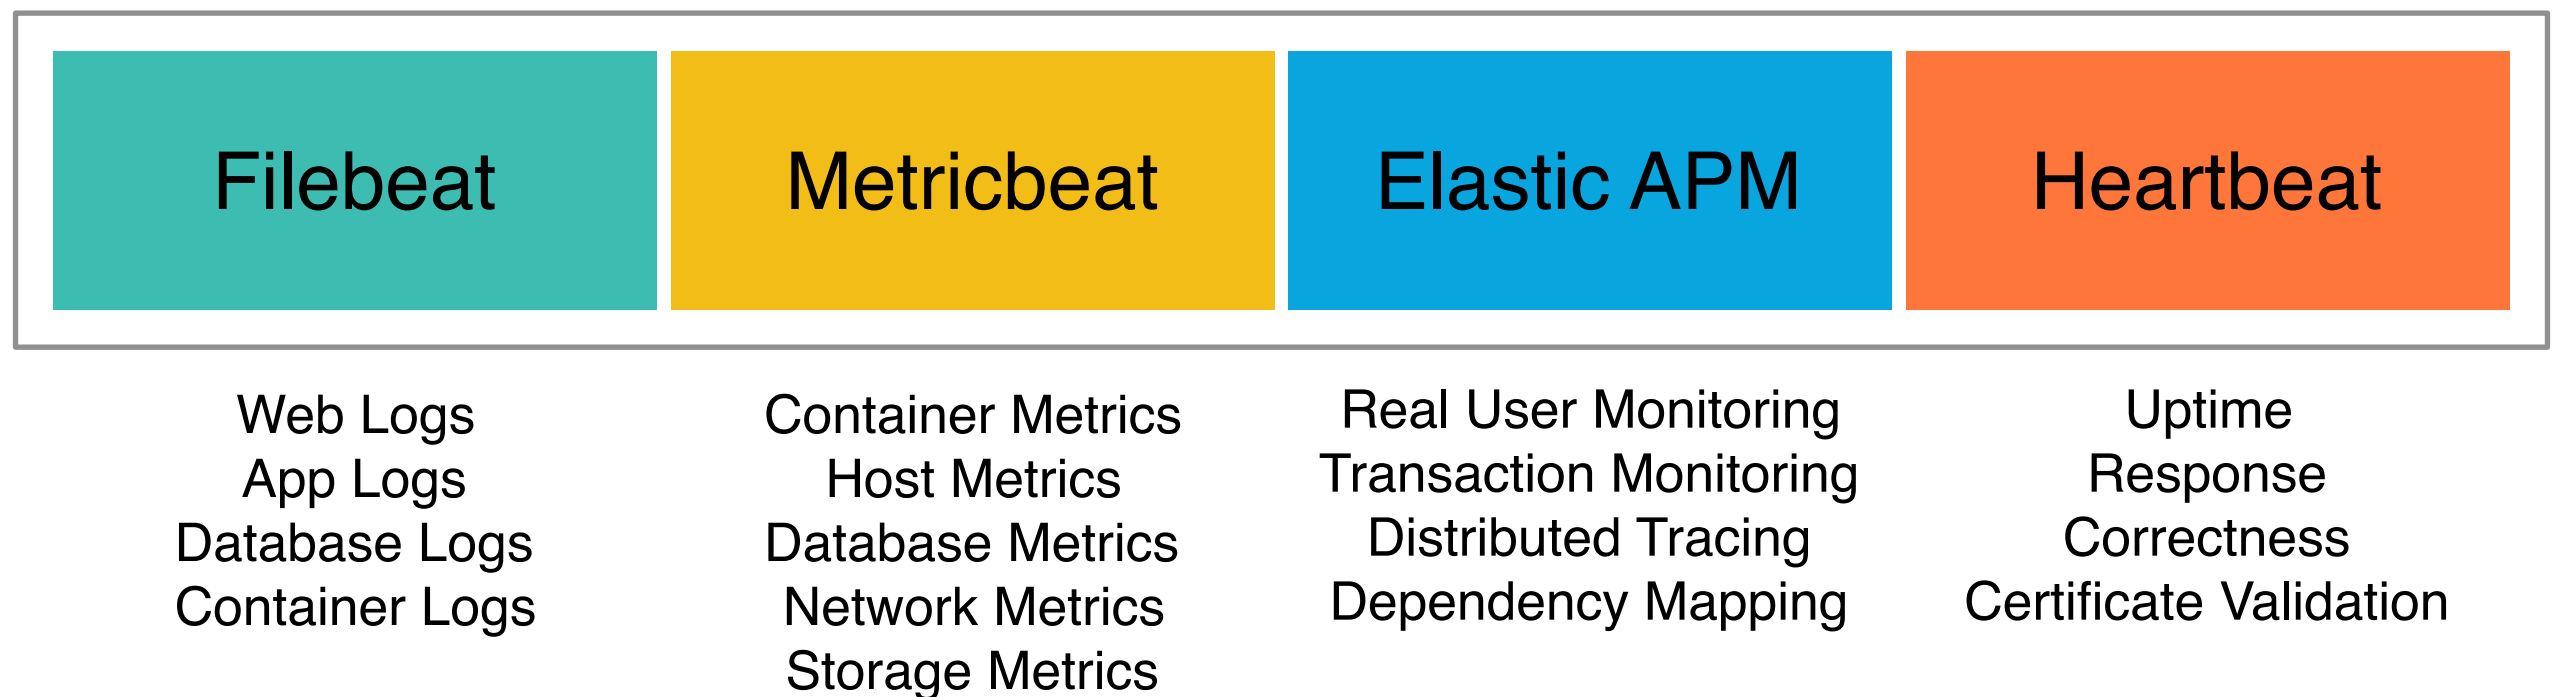 Filebeat
Metricbeat
Elastic APM
Heartbeat
Web Logs
App Logs
Database Logs
Container Logs
Container Metrics
Host Metrics
Database Metrics
Network Metrics
Storage Metrics
Real User Monitoring
Transaction Monitoring
Distributed Tracing
Dependency Mapping
Uptime
Response
Correctness
Certificate Validation